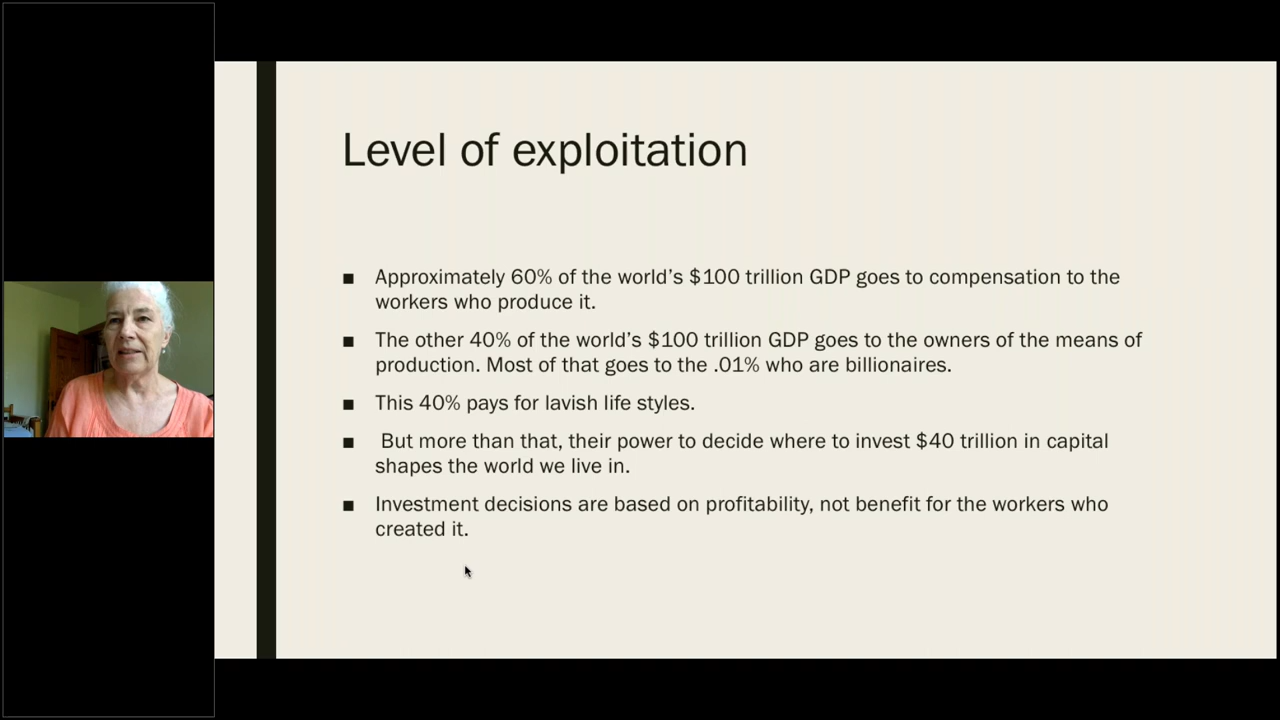 Level of exploitation
■ Approximately 60% of the world's $100 trillion GDP goes to compensation to the
workers who produce it.
■ The other 40% of the world's $100 trillion GDP goes to the owners of the means of
production. Most of that goes to the .01% who are billionaires.
■ This 40% pays for lavish life styles.
■ But more than that, their power to decide where to invest $40 trillion in capital
shapes the world we live in.
■ Investment decisions are based on profitability, not benefit for the workers who
created it.